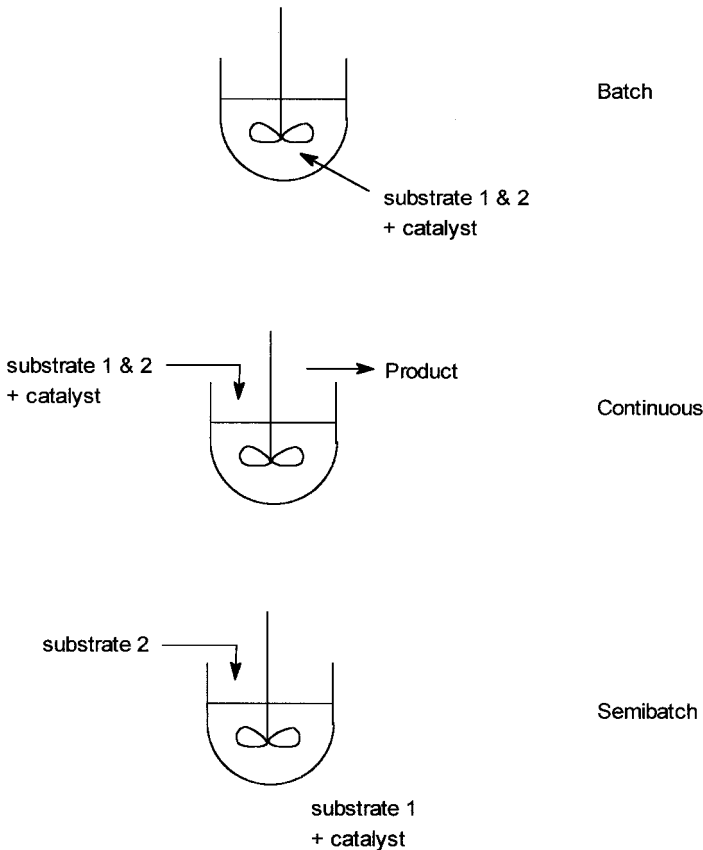 Batch
substrate 1 & 2
+ catalyst
substrate 1 & 2
+ catalyst
Product
Continuous
substrate 2
Semibatch
substrate 1
+ catalyst